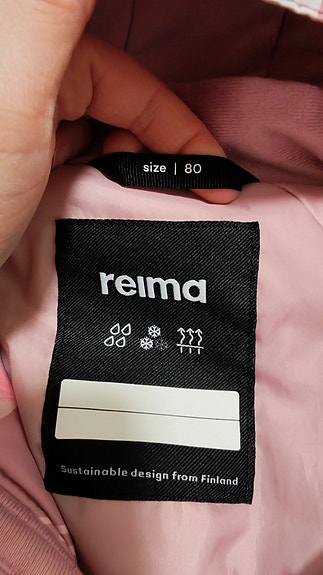 size | 80
reima
Sustainable design from Finland